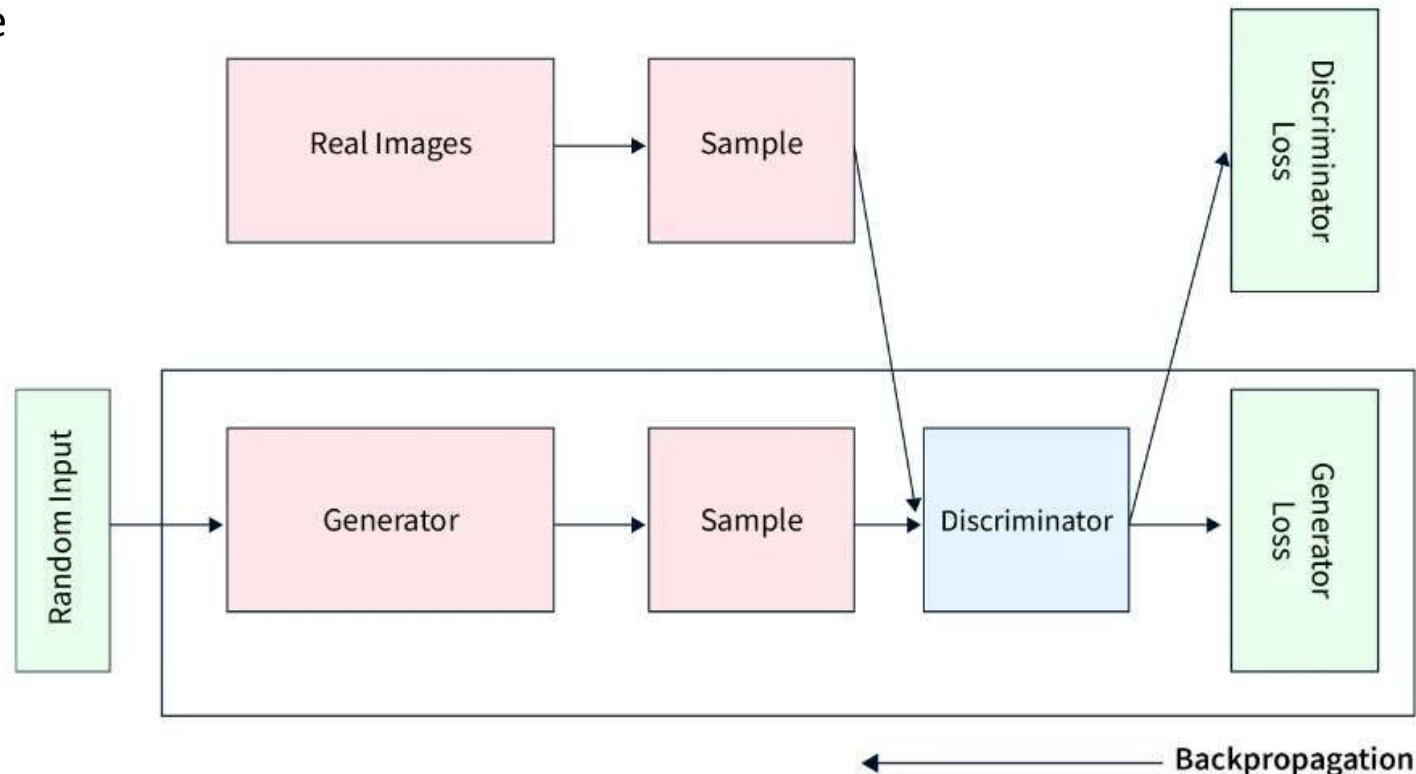 e
Real Images
Sample
Discriminator
Loss
Random Input
Generator
Sample
Discriminator
Generator
Loss
Backpropagation